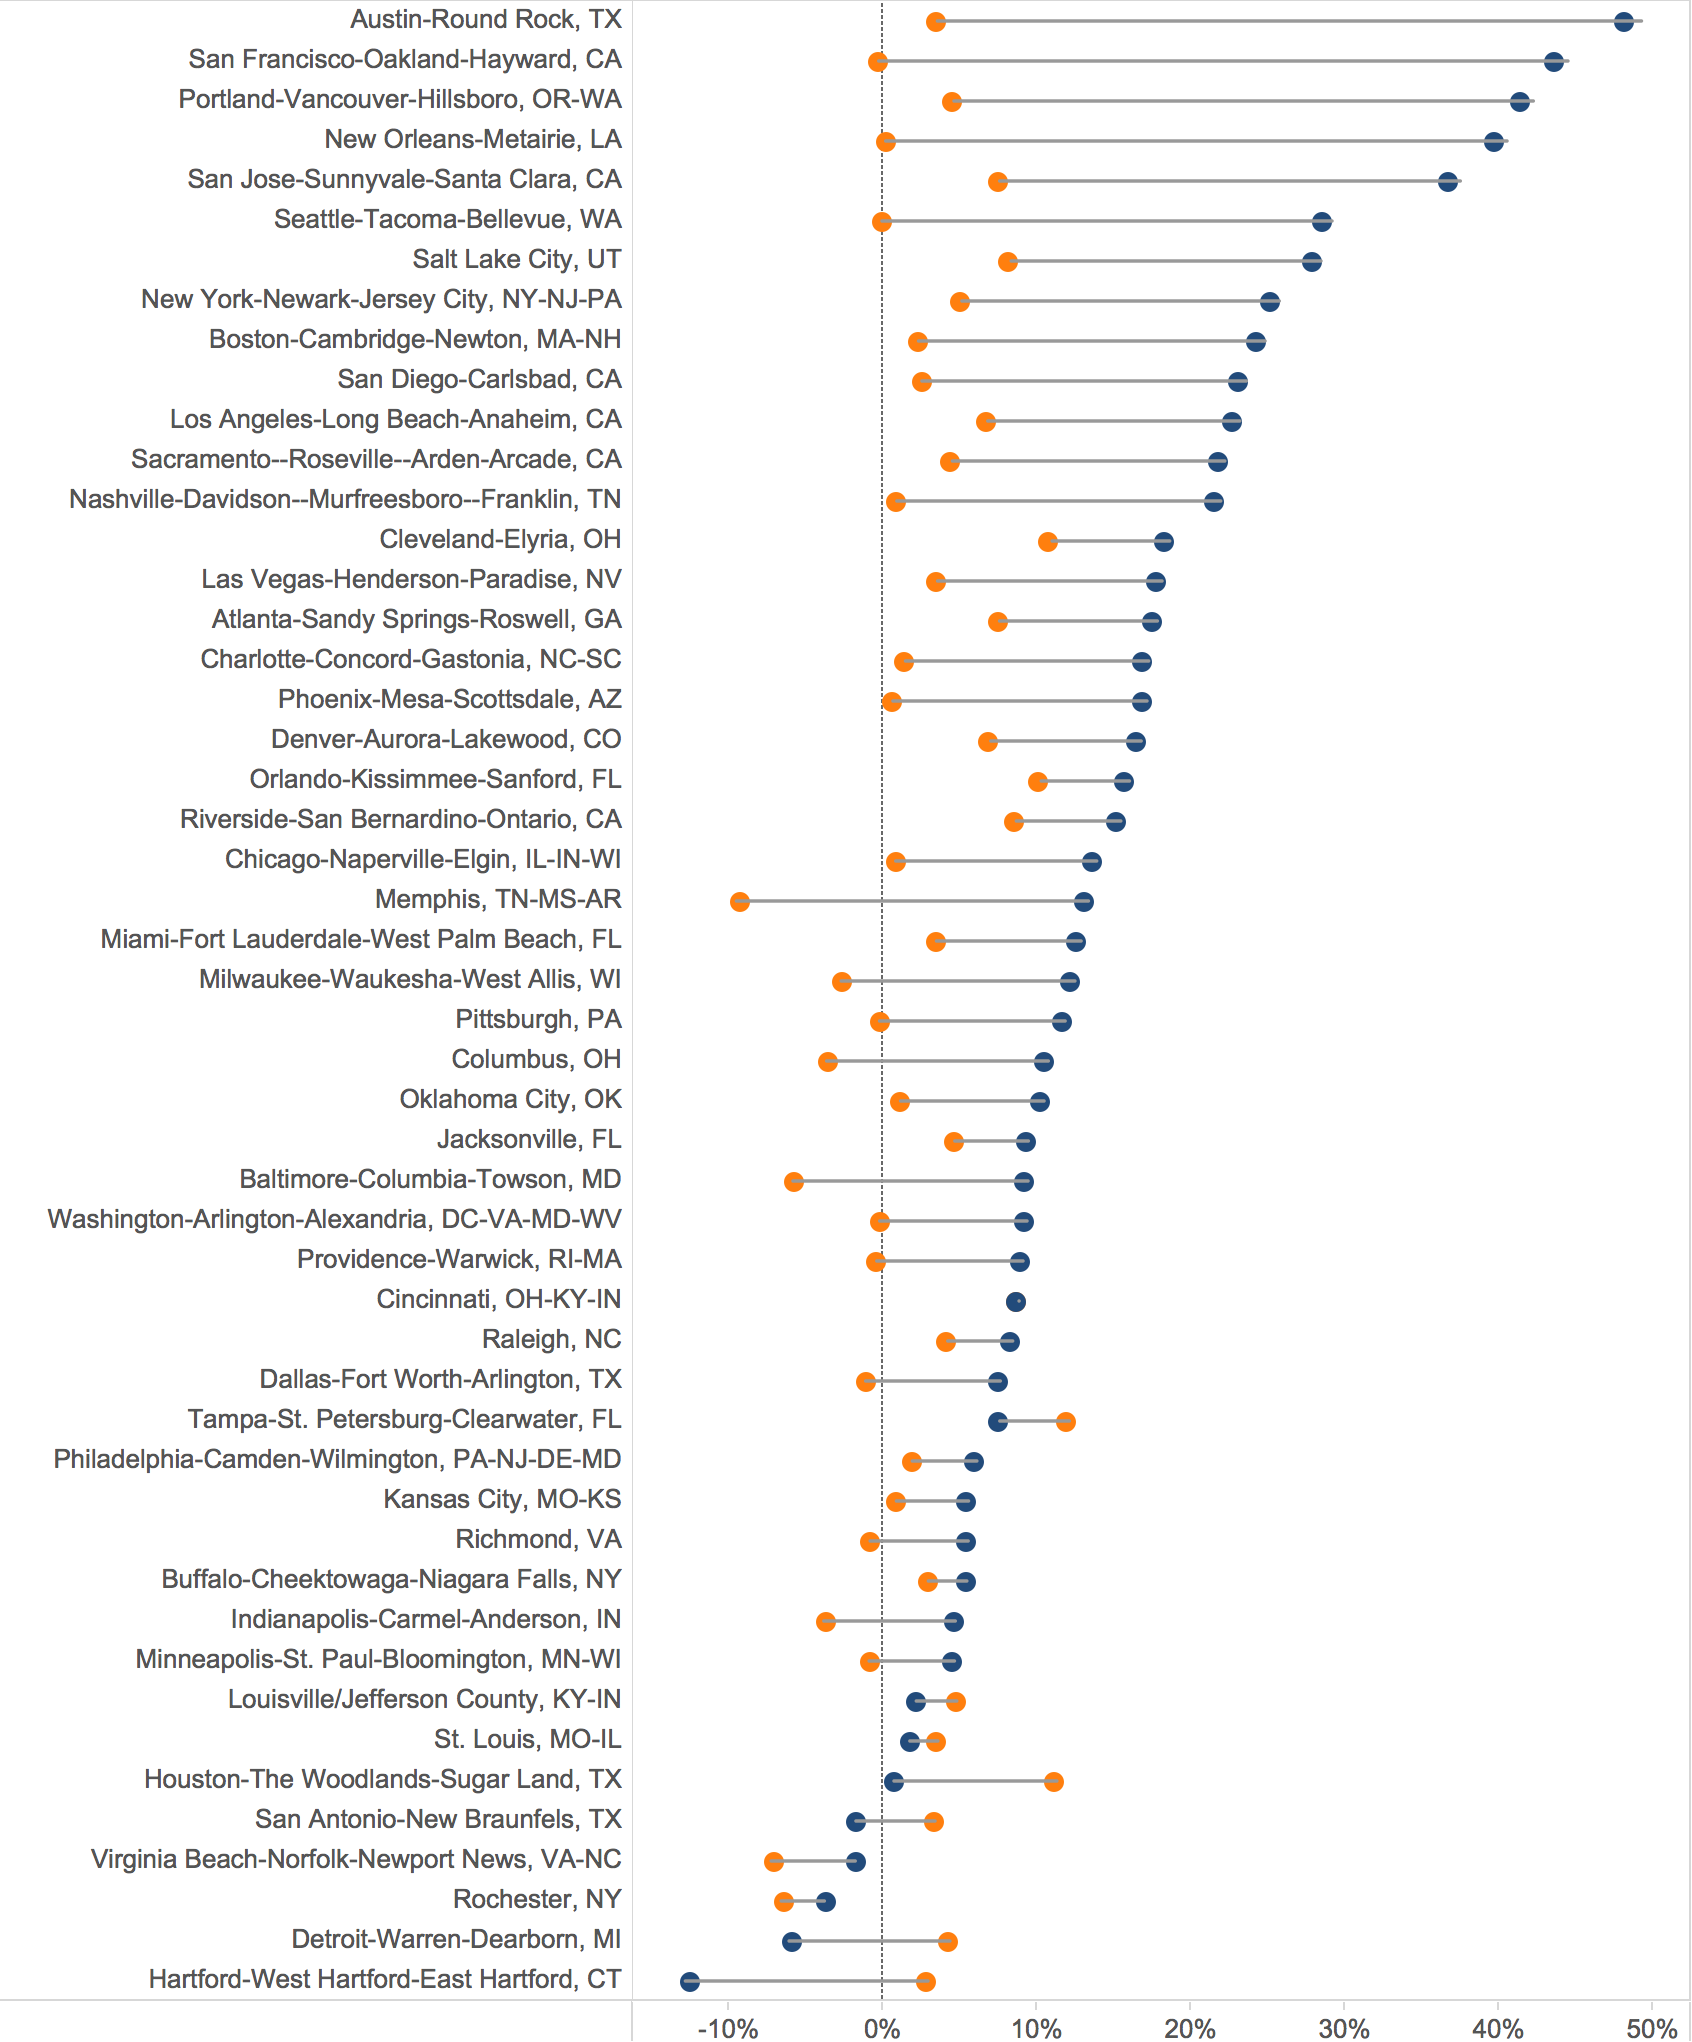 Austin-Round Rock, TX
San Francisco-Oakland-Hayward, CA
Portland-Vancouver-Hillsboro, OR-WA
New Orleans-Metairie, LA
San Jose-Sunnyvale-Santa Clara, CA
Seattle-Tacoma-Bellevue, WA
Salt Lake City, UT
New York-Newark-Jersey City, NY-NJ-PA
Boston-Cambridge-Newton, MA-NH
San Diego-Carlsbad, CA
Los Angeles-Long Beach-Anaheim, CA
Sacramento--Roseville--Arden-Arcade, CA
Nashville-Davidson--Murfreesboro--Franklin, TN
Cleveland-Elyria, OH
Las Vegas-Henderson-Paradise, NV
Atlanta-Sandy Springs-Roswell, GA
Charlotte-Concord-Gastonia, NC-SC
Phoenix-Mesa-Scottsdale, AZ
Denver-Aurora-Lakewood, CO
Orlando-Kissimmee-Sanford, FL
Riverside-San Bernardino-Ontario, CA
Chicago-Naperville-Elgin, IL-IN-WI
Memphis, TN-MS-AR
Miami-Fort Lauderdale-West Palm Beach, FL
Milwaukee-Waukesha-West Allis, WI
Pittsburgh, PA
Columbus, OH
Oklahoma City, OK
Jacksonville, FL
Baltimore-Columbia-Towson, MD
Washington-Arlington-Alexandria, DC-VA-MD-WV
Providence-Warwick, RI-MA
Cincinnati, OH-KY-IN
Raleigh, NC
Dallas-Fort Worth-Arlington, TX
Tampa-St. Petersburg-Clearwater, FL
Philadelphia-Camden-Wilmington, PA-NJ-DE-MD
Kansas City, MO-KS
Richmond, VA
Buffalo-Cheektowaga-Niagara Falls, NY
Indianapolis-Carmel-Anderson, IN
Minneapolis-St. Paul-Bloomington, MN-WI
Louisville/Jefferson County, KY-IN
St. Louis, MO-IL
Houston-The Woodlands-Sugar Land, TX
San Antonio-New Braunfels, TX
Virginia Beach-Norfolk-Newport News, VA-NC
Rochester, NY
Detroit-Warren-Dearborn, MI
Hartford-West Hartford-East Hartford, CT
-10% 0% 10% 20% 30% 40% 50%